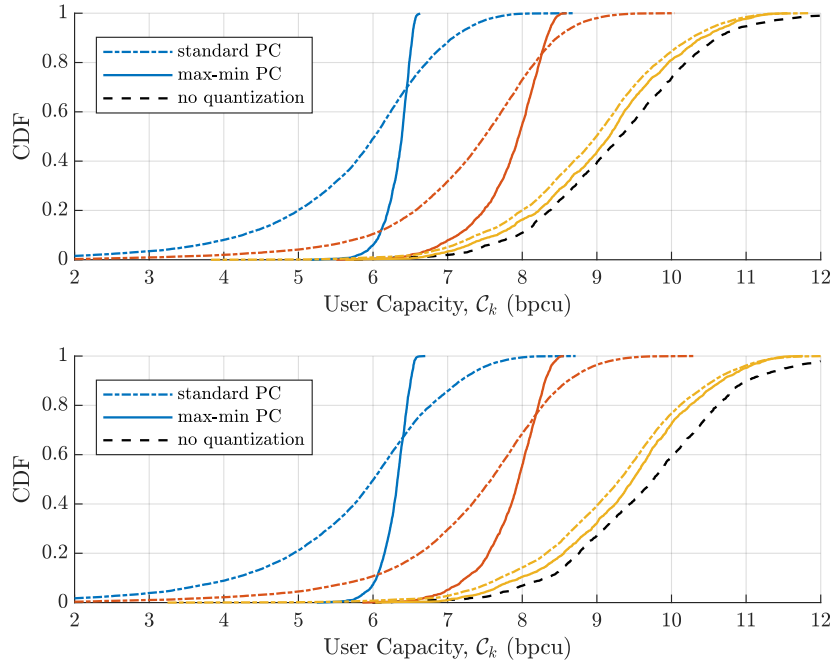 1
0.8
0.6
0.4
0.2
0
CDF
standard PC
max-min PC
no quantization
2 3 4 5 6 7 8 9 10 11 12
User Capacity, 𝒞ₖ (bpcu)
1
0.8
0.6
0.4
0.2
0
CDF
standard PC
max-min PC
no quantization
2 3 4 5 6 7 8 9 10 11 12
User Capacity, 𝒞ₖ (bpcu)